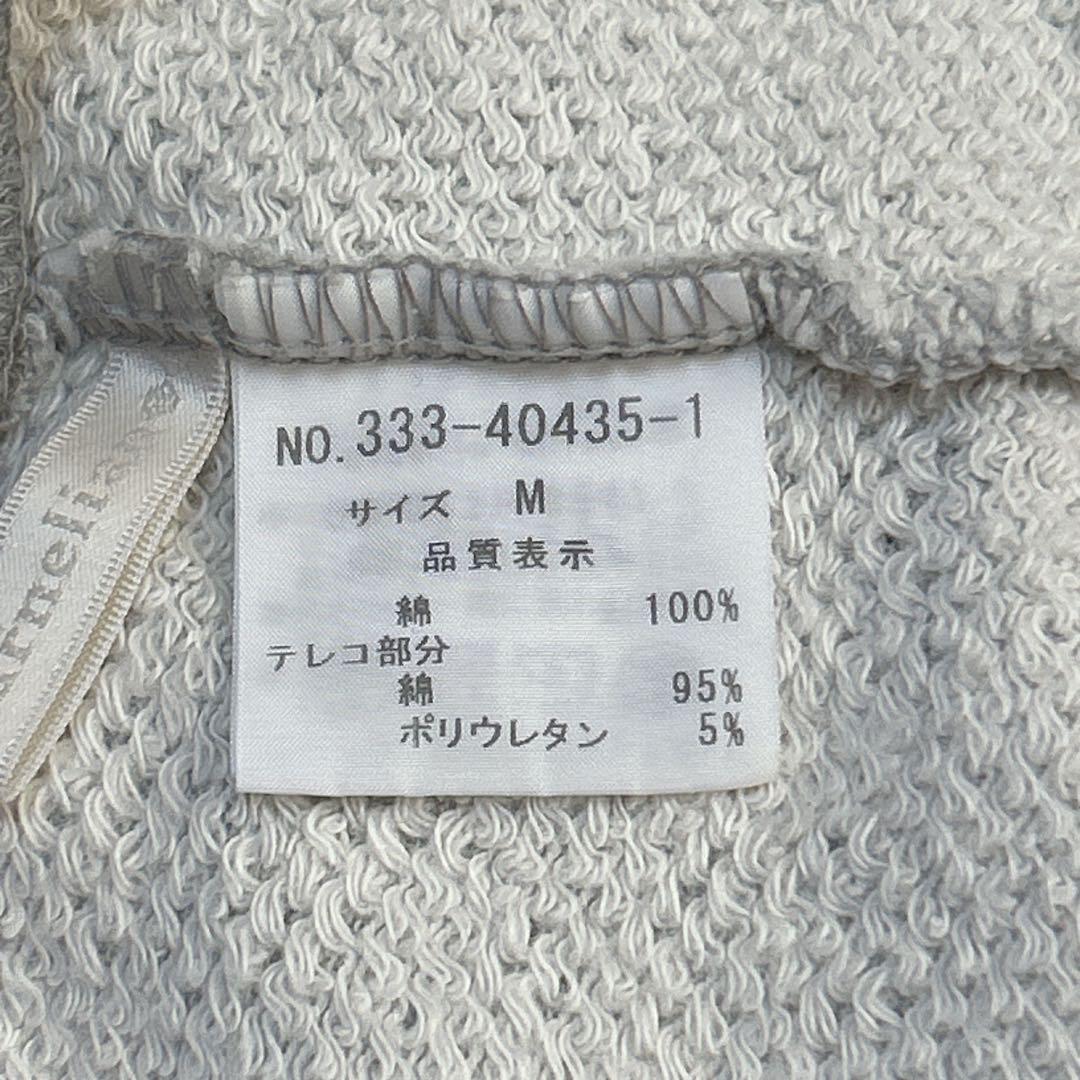 NO.333-40435-1
サイズ M
品質表示
綿 100%
テレコ部分
綿 95%
ポリウレタン 5%